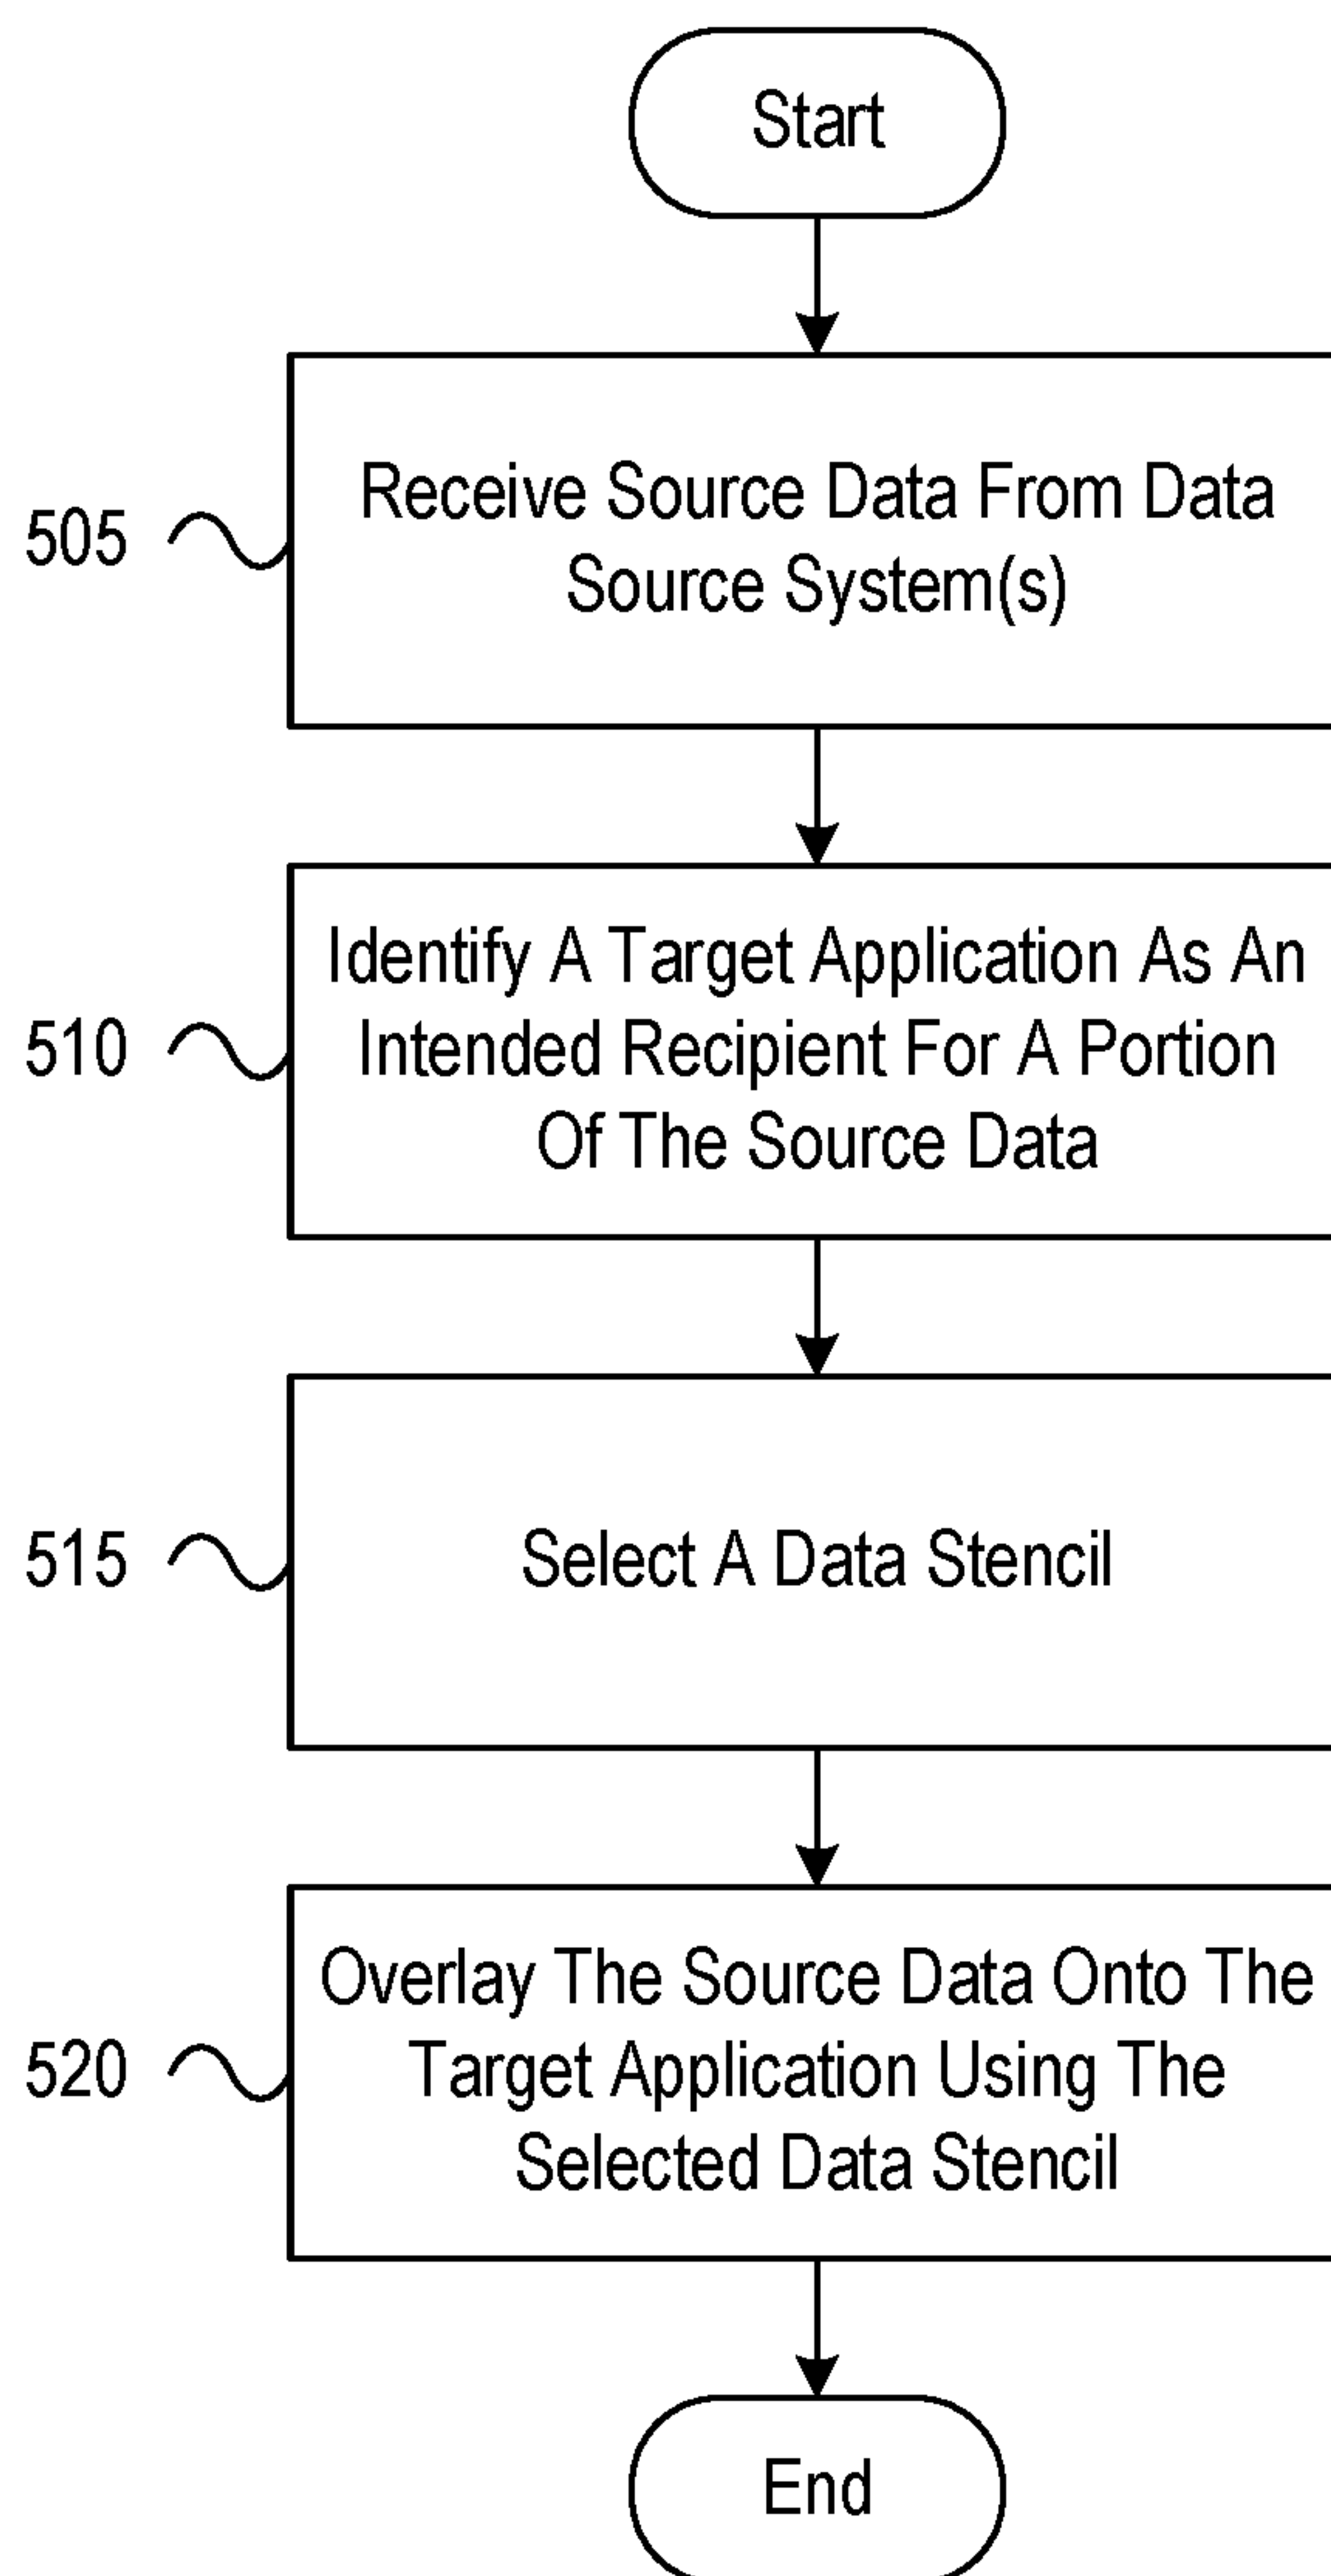 Start
505
Receive Source Data From Data
Source System(s)
510
Identify A Target Application As An
Intended Recipient For A Portion
Of The Source Data
515
Select A Data Stencil
520
Overlay The Source Data Onto The
Target Application Using The
Selected Data Stencil
End